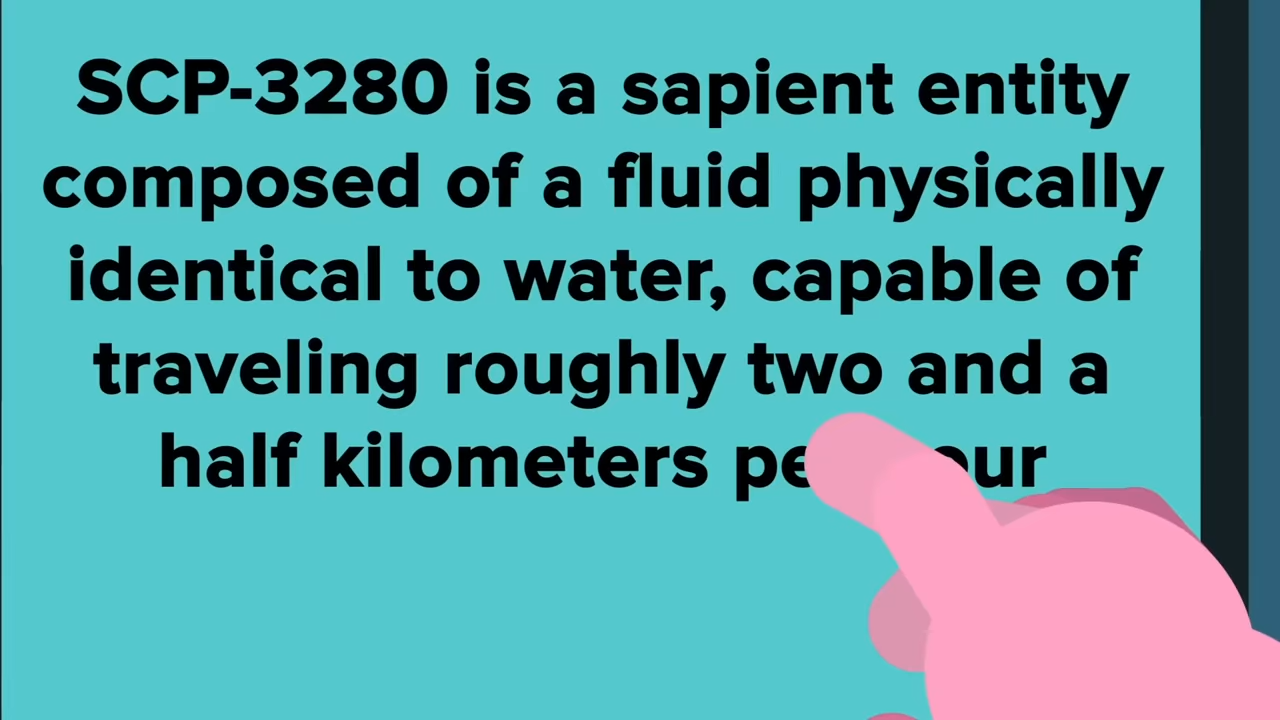 SCP-3280 is a sapient entity
composed of a fluid physically
identical to water, capable of
traveling roughly two and a
half kilometers